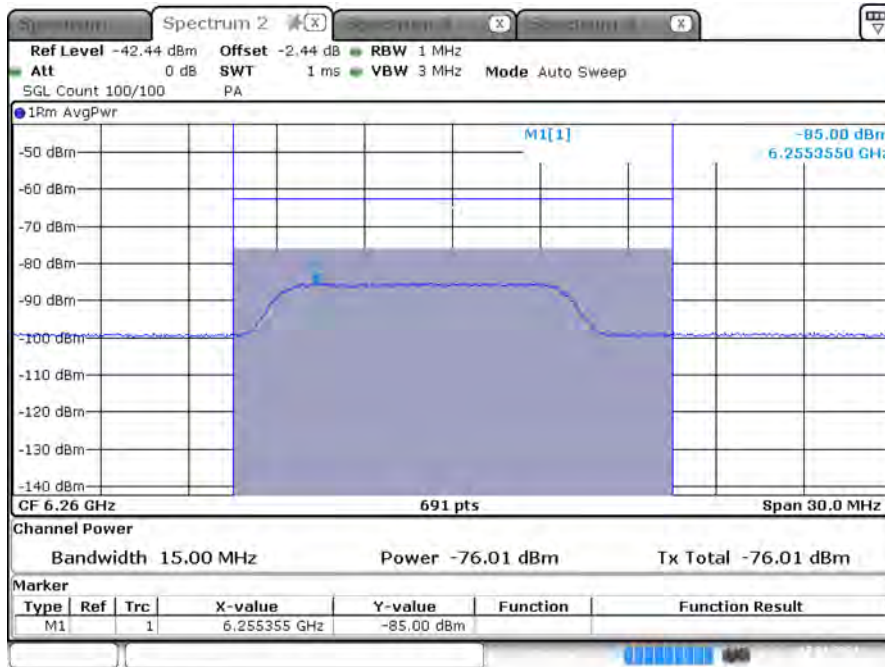 Spectrum 2
Ref Level -42.44 dBm Offset -2.44 dB RBW 1 MHz
Att 0 dB SWT 1 ms VBW 3 MHz Mode Auto Sweep
SGL Count 100/100 PA
1Rm AvgPwr
M1[1] -85.00 dBm
6.2553550 GHz
-50 dBm
-60 dBm
-70 dBm
-80 dBm
-90 dBm
-100 dBm
-110 dBm
-120 dBm
-130 dBm
-140 dBm
CF 6.26 GHz 691 pts Span 30.0 MHz
Channel Power
Bandwidth 15.00 MHz Power -76.01 dBm Tx Total -76.01 dBm
Marker
Type Ref Trc X-value Y-value Function Function Result
M1 1 6.255355 GHz -85.00 dBm